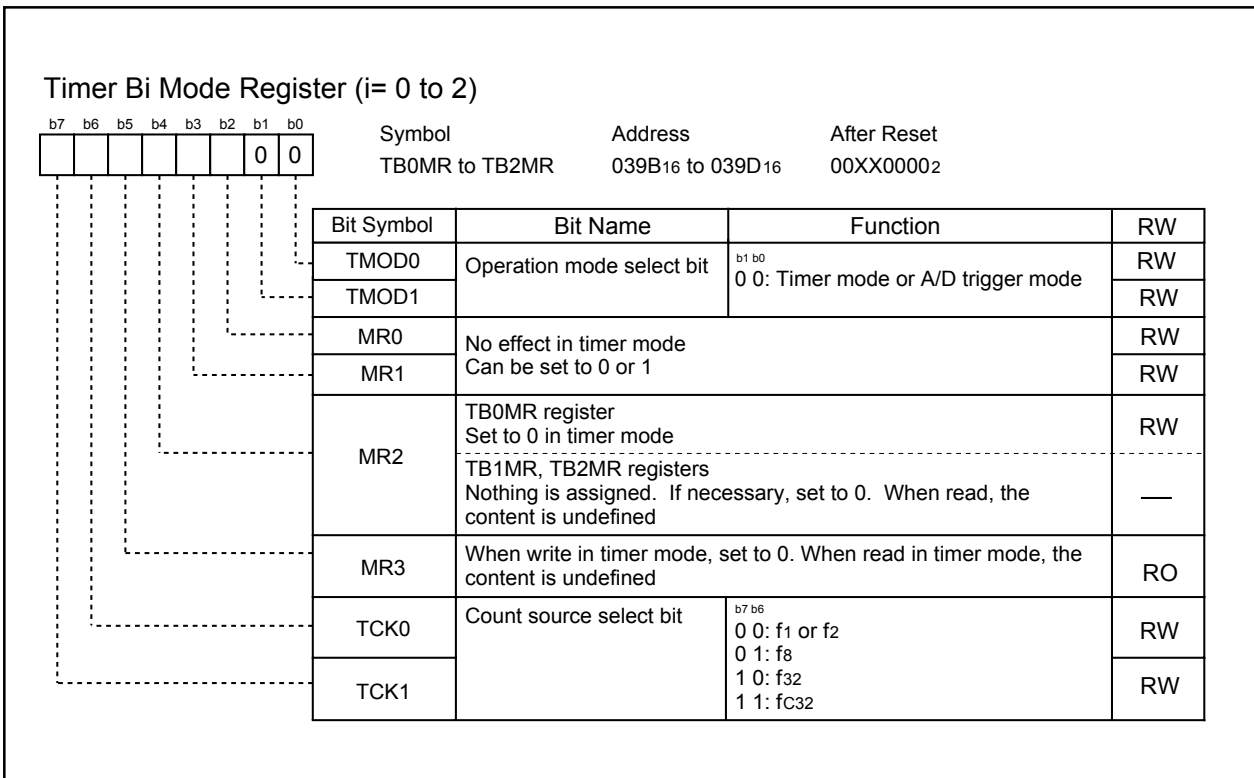 Timer Bi Mode Register (i= 0 to 2)
b7 b6 b5 b4 b3 b2 b1 b0
0 0
Symbol Address After Reset
TB0MR to TB2MR 039B16 to 039D16 00XX00002
Bit Symbol Bit Name Function RW
TMOD0 Operation mode select bit b1 b0 RW
0 0: Timer mode or A/D trigger mode
TMOD1 RW
MR0 No effect in timer mode RW
MR1 Can be set to 0 or 1 RW
MR2 TB0MR register RW
Set to 0 in timer mode
TB1MR, TB2MR registers
Nothing is assigned. If necessary, set to 0. When read, the —
content is undefined
MR3 When write in timer mode, set to 0. When read in timer mode, the RO
content is undefined
TCK0 Count source select bit b7 b6 RW
0 0: f1 or f2
0 1: f8
TCK1 1 0: f32 RW
1 1: fC32